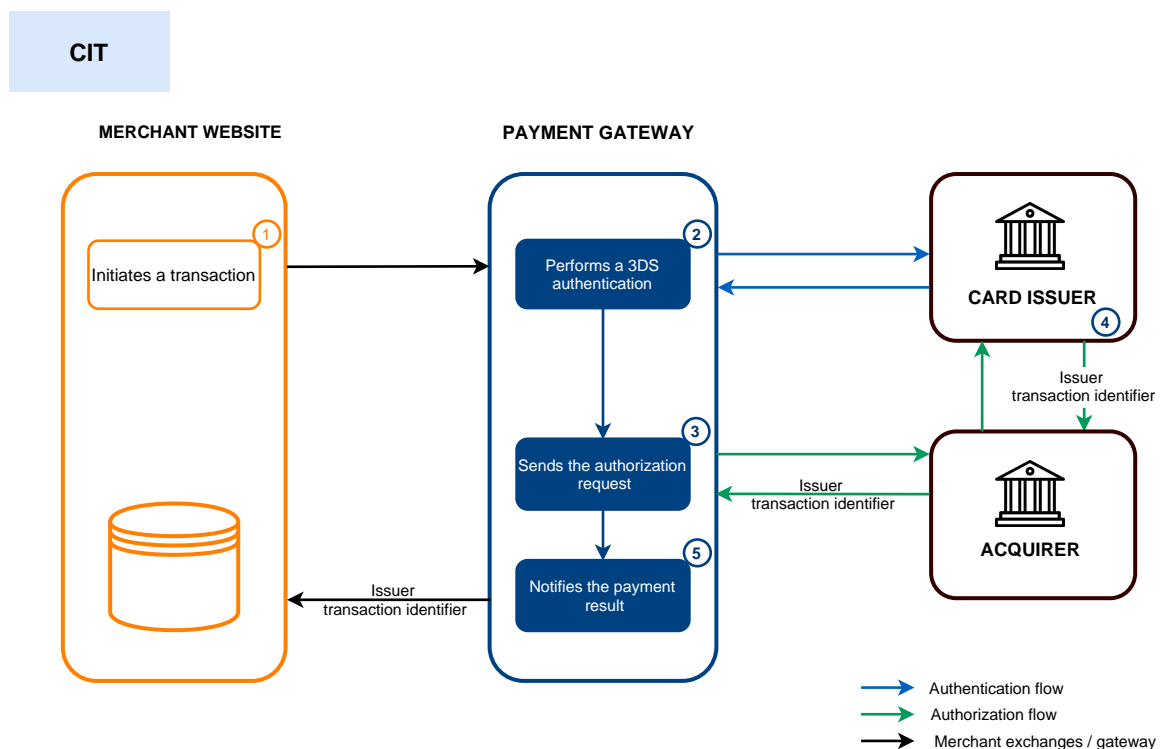 CIT
MERCHANT WEBSITE
PAYMENT GATEWAY
1
Initiates a transaction
2
Performs a 3DS
authentication
CARD ISSUER
4
Issuer
transaction identifier
3
Sends the authorization
request
Issuer
transaction identifier
ACQUIRER
5
Notifies the payment
result
Issuer
transaction identifier
Authentication flow
Authorization flow
Merchant exchanges / gateway